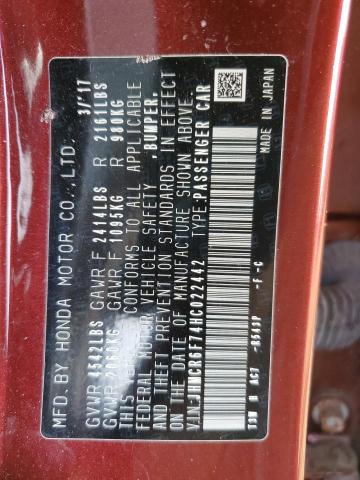 MFD. BY HONDA MOTOR CO., LTD. 3/'17
GVWR 4532LBS GAWR F 2414LBS R 2161LBS
GVWR 2060KG GAWR F 1095KG R 980KG
THIS VEHICLE CONFORMS TO ALL APPLICABLE
FEDERAL MOTOR VEHICLE SAFETY, BUMPER,
AND THEFT PREVENTION STANDARDS IN EFFECT
ON THE DATE OF MANUFACTURE SHOWN ABOVE.
V.I.N: JHMCR6F74HC022442 TYPE:PASSENGER CAR
MADE IN JAPAN
-F -C